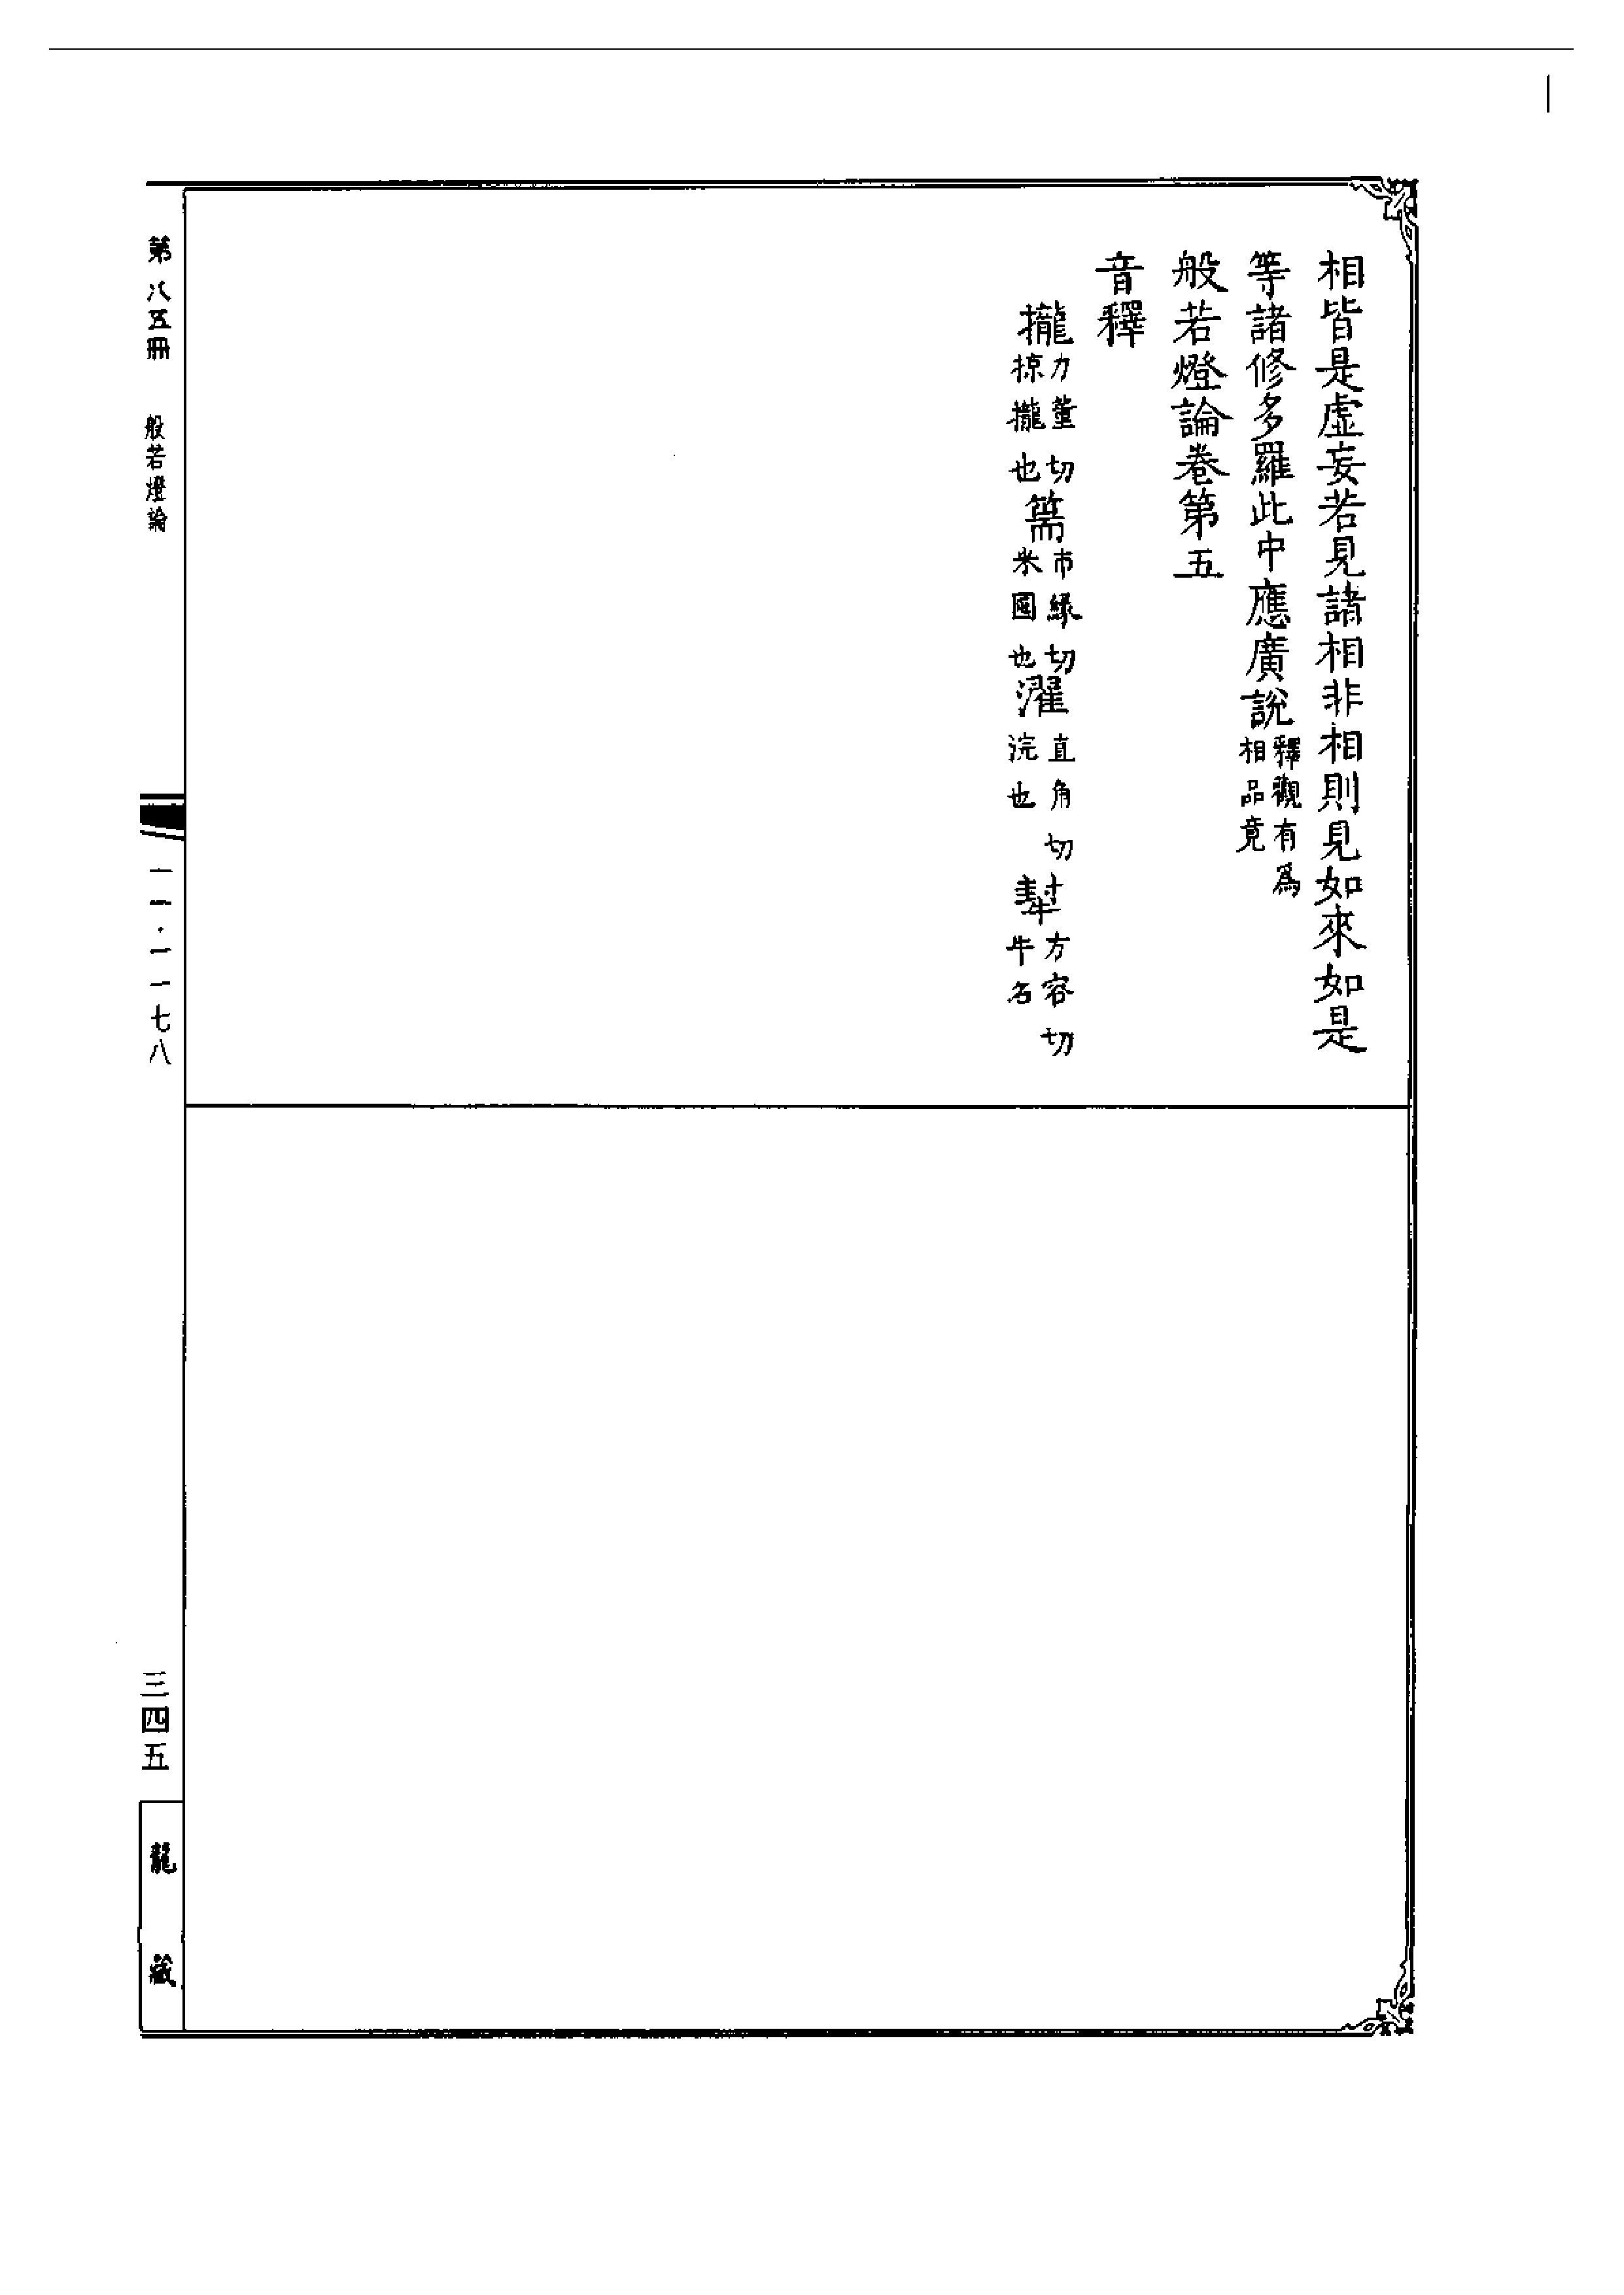 相皆是虛妄若見諸相非相則見如來如是
等諸修多羅此中應廣說釋觀有為相品竟
般若燈論卷第五
音釋
攏力董切掠攏也篅市緣切米囷也濯直角切浣也犎方容切牛名
第八五冊 般若燈論
一一·一一七八
三四五
龍藏